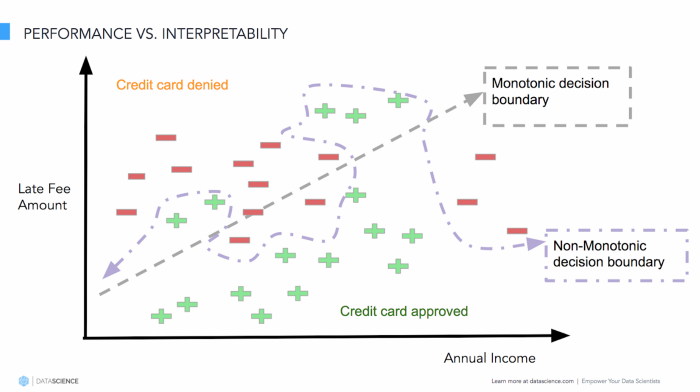 PERFORMANCE VS. INTERPRETABILITY
Credit card denied
Monotonic decision
boundary
Late Fee
Amount
Non-Monotonic
decision boundary
Credit card approved
Annual Income
DATASCIENCE
Learn more at datascience.com | Empower Your Data Scientists